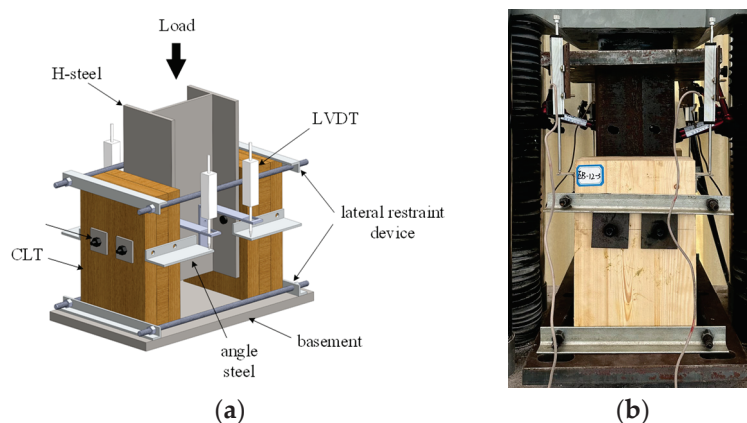 Load
H-steel
LVDT
lateral restraint
device
CLT
angle
steel
basement
(a)
(b)